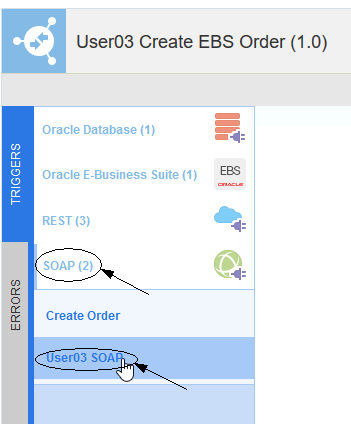 User03 Create EBS Order (1.0)
TRIGGERS
Oracle Database (1)
Oracle E-Business Suite (1)
EBS
ORACLE
REST (3)
SOAP (2)
ERRORS
Create Order
User03 SOAP